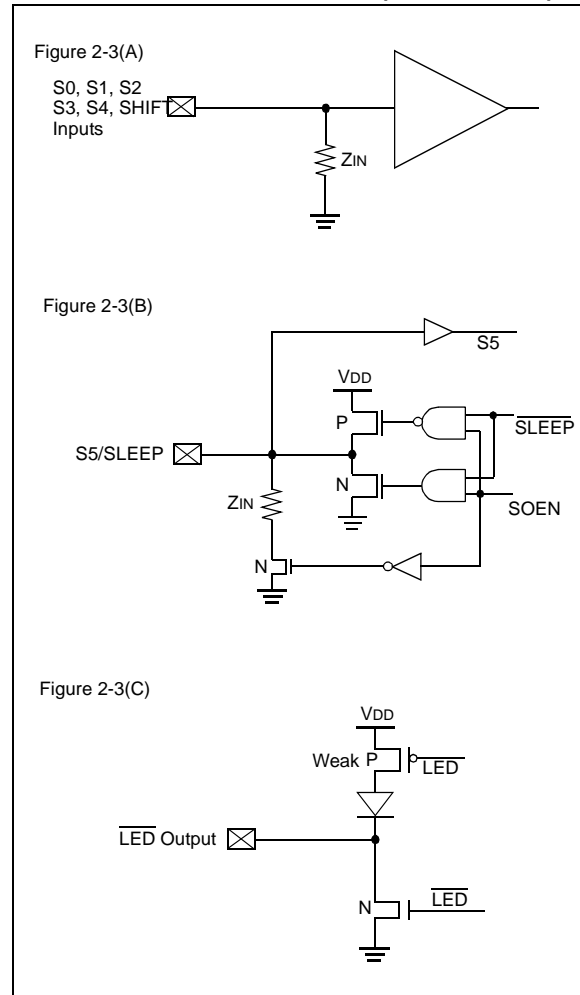 Figure 2-3(A)
S0, S1, S2
S3, S4, SHIFT
Inputs
ZIN
Figure 2-3(B)
S5
VDD
P
SLEEP
S5/SLEEP
N
ZIN
SOEN
N
Figure 2-3(C)
VDD
Weak P
LED
LED Output
LED
N